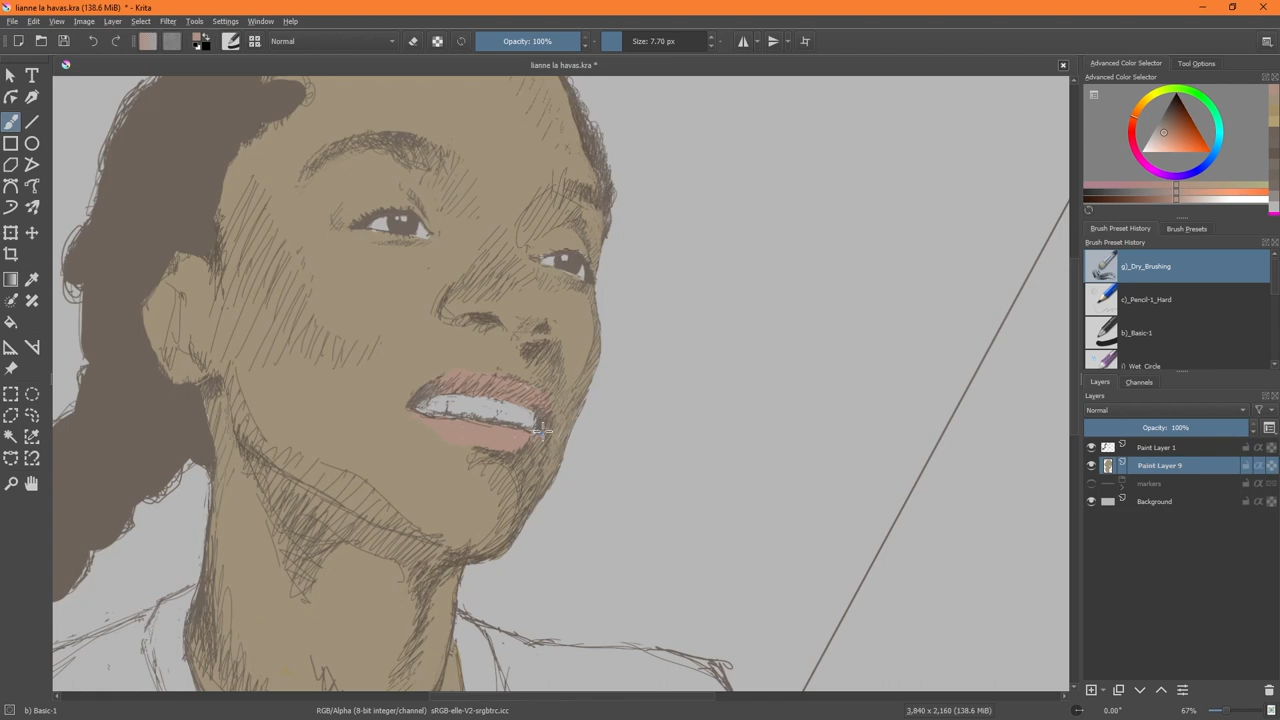 lianne la havas.kra (138.6 MiB) * - Krita
File Edit View Image Layer Select Filter Tools Settings Window Help
Normal Opacity: 100% Size: 7.70 px
lianne la havas.kra *
Advanced Color Selector Tool Options
Advanced Color Selector
Brush Preset History Brush Presets
Brush Preset History
g)_Dry_Brushing
c)_Pencil-1_Hard
b)_Basic-1
i)_Wet_Circle
Layers Channels
Layers
Normal
Opacity: 100%
Paint Layer 1
Paint Layer 9
markers
Background
b) Basic-1 RGB/Alpha (8-bit integer/channel) sRGB-elle-V2-srgbtrc.icc 3,840 x 2,160 (138.6 MiB) 0.00° 67%